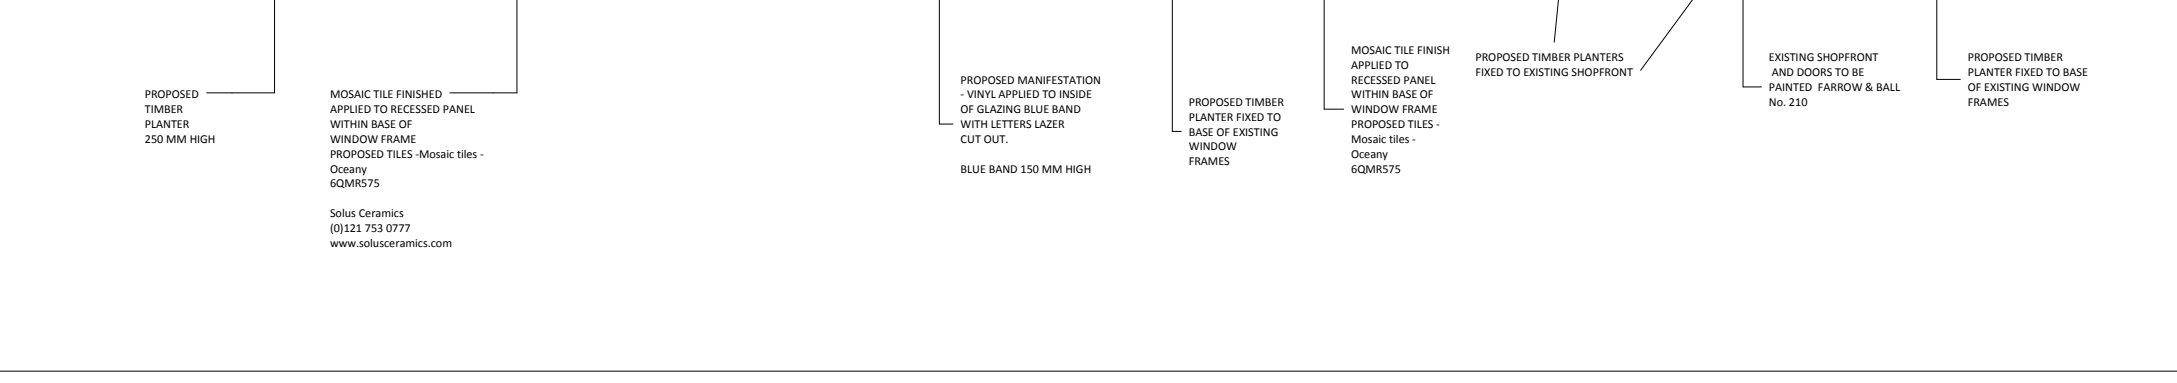 PROPOSED
TIMBER
PLANTER
250 MM HIGH
MOSAIC TILE FINISHED
APPLIED TO RECESSED PANEL
WITHIN BASE OF
WINDOW FRAME
PROPOSED TILES -Mosaic tiles -
Oceany
6QMR575
Solus Ceramics
(0)121 753 0777
www.solusceramics.com
PROPOSED MANIFESTATION
- VINYL APPLIED TO INSIDE
OF GLAZING BLUE BAND
WITH LETTERS LAZER
CUT OUT.
BLUE BAND 150 MM HIGH
PROPOSED TIMBER
PLANTER FIXED TO
BASE OF EXISTING
WINDOW
FRAMES
MOSAIC TILE FINISH
APPLIED TO
RECESSED PANEL
WITHIN BASE OF
WINDOW FRAME
PROPOSED TILES -
Mosaic tiles -
Oceany
6QMR575
PROPOSED TIMBER PLANTERS
FIXED TO EXISTING SHOPFRONT
EXISTING SHOPFRONT
AND DOORS TO BE
PAINTED FARROW & BALL
No. 210
PROPOSED TIMBER
PLANTER FIXED TO BASE
OF EXISTING WINDOW
FRAMES